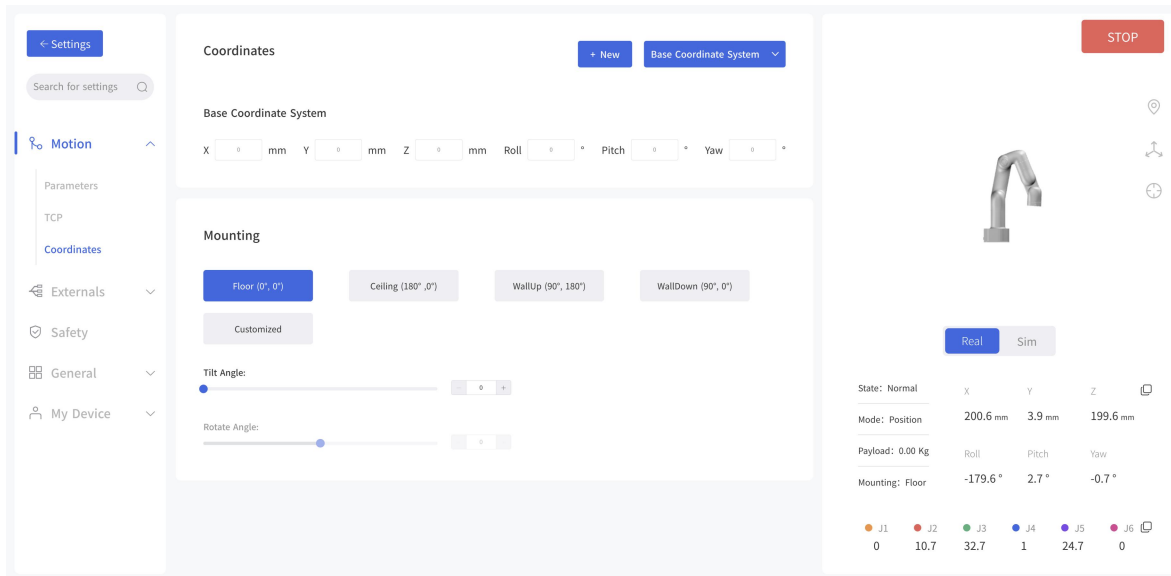 ← Settings
Search for settings
Motion
Parameters
TCP
Coordinates
Externals
Safety
General
My Device
Coordinates
+ New
Base Coordinate System
Base Coordinate System
X 0 mm Y 0 mm Z 0 mm Roll 0 ° Pitch 0 ° Yaw 0 °
Mounting
Floor (0°, 0°)
Ceiling (180° ,0°)
WallUp (90°, 180°)
WallDown (90°, 0°)
Customized
Tilt Angle:
- 0 +
Rotate Angle:
0
STOP
Real
Sim
State: Normal
Mode: Position
Payload: 0.00 Kg
Mounting: Floor
X Y Z
200.6 mm 3.9 mm 199.6 mm
Roll Pitch Yaw
-179.6 ° 2.7 ° -0.7 °
J1 J2 J3 J4 J5 J6
0 10.7 32.7 1 24.7 0